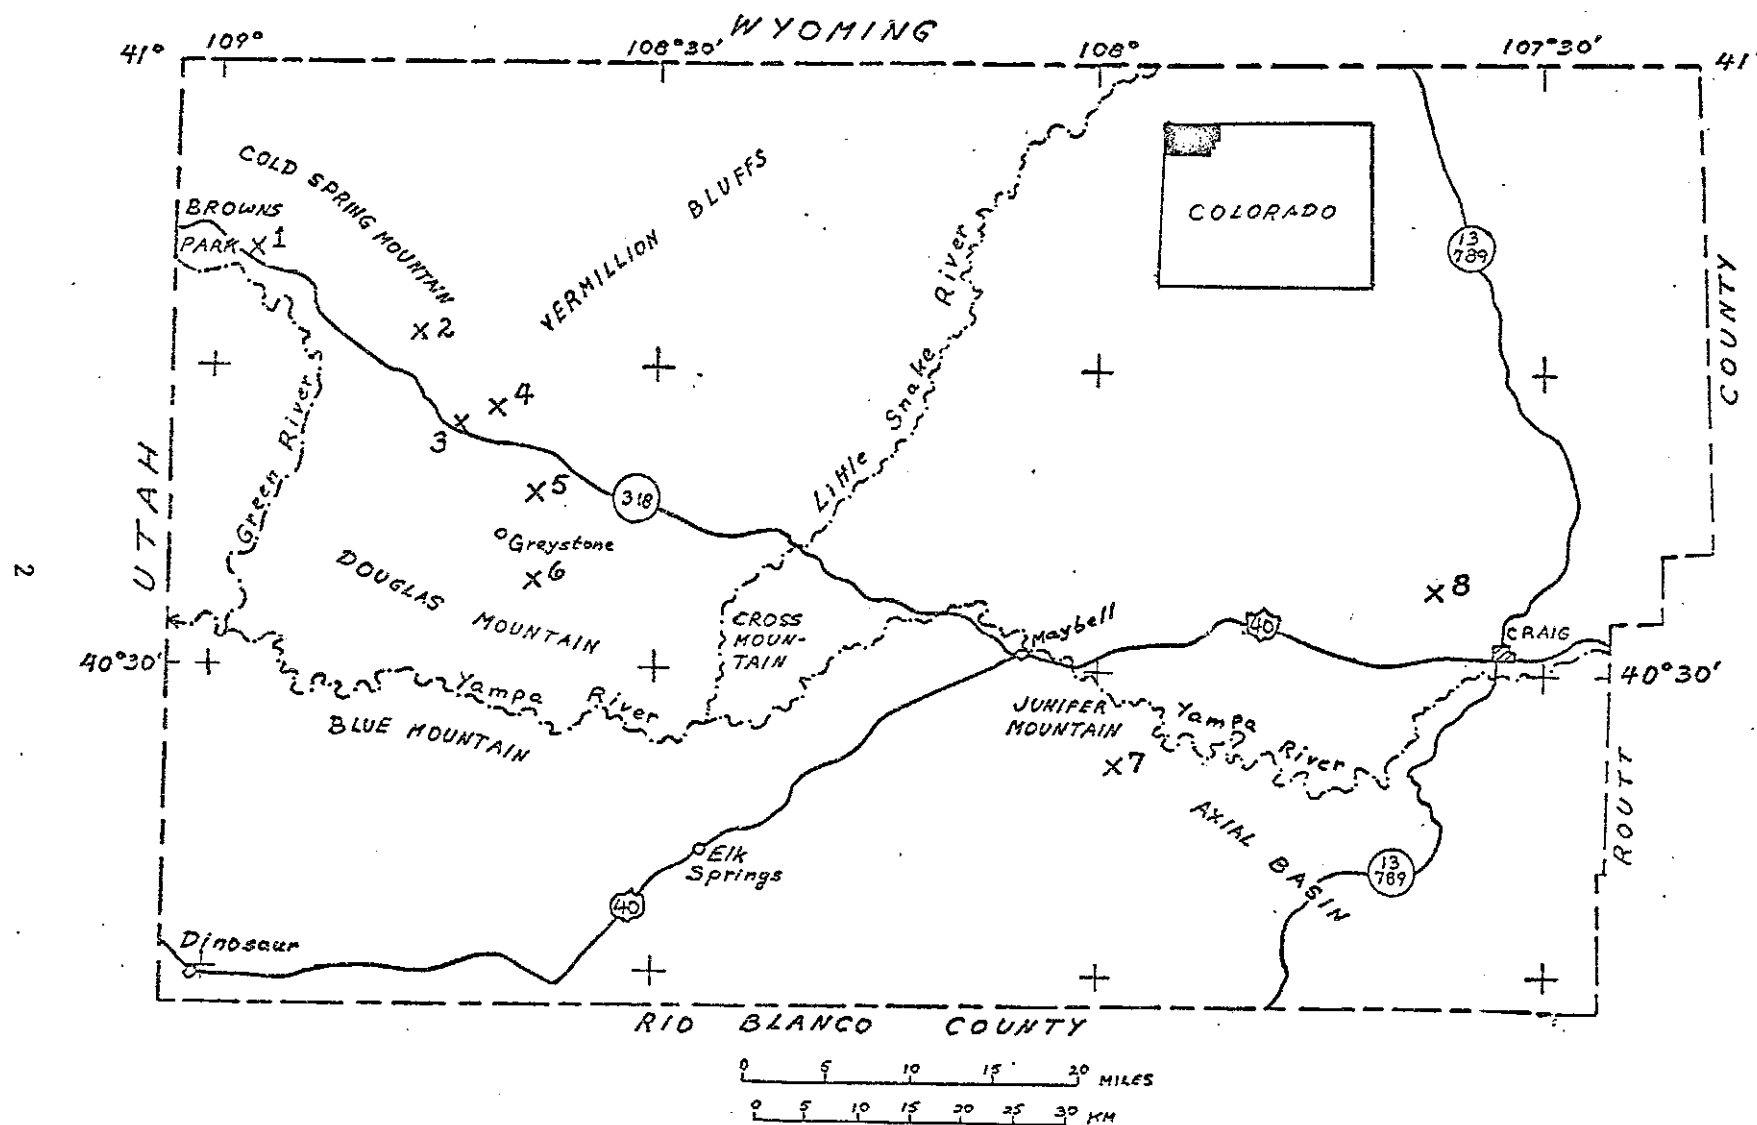 WYOMING
41°
109°
108°30'
108°
107°30'
41°
COLD SPRING MOUNTAIN
VERMILLION BLUFFS
COLORADO
BROWNS
PARK
1
13
789
2
Little Snake River
COUNTY
4
3
Green River
5
318
UTAH
Greystone
6
DOUGLAS
MOUNTAIN
2
8
CROSS
MOUN-
TAIN
Maybell
40
CRAIG
40°30'
40°30'
Yampa River
BLUE MOUNTAIN
JUNIPER
MOUNTAIN
Yampa River
7
ROUTT
AXIAL BASIN
Elk
Springs
13
789
40
Dinosaur
RIO BLANCO COUNTY
0 5 10 15 20 MILES
0 5 10 15 20 25 30 KM